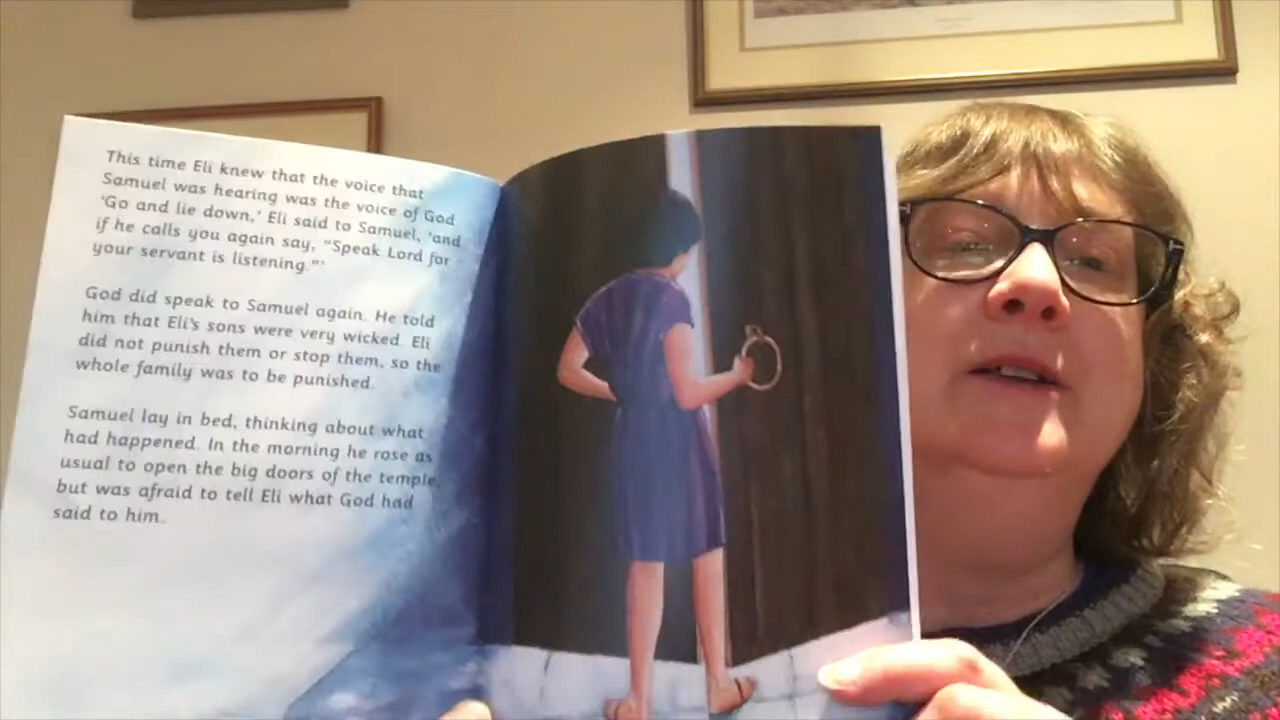 This time Eli knew that the voice that
Samuel was hearing was the voice of God
'Go and lie down,' Eli said to Samuel, 'and
if he calls you again say, "Speak Lord for
your servant is listening."'
God did speak to Samuel again. He told
him that Eli's sons were very wicked. Eli
did not punish them or stop them, so the
whole family was to be punished.
Samuel lay in bed, thinking about what
had happened. In the morning he rose as
usual to open the big doors of the temple,
but was afraid to tell Eli what God had
said to him.